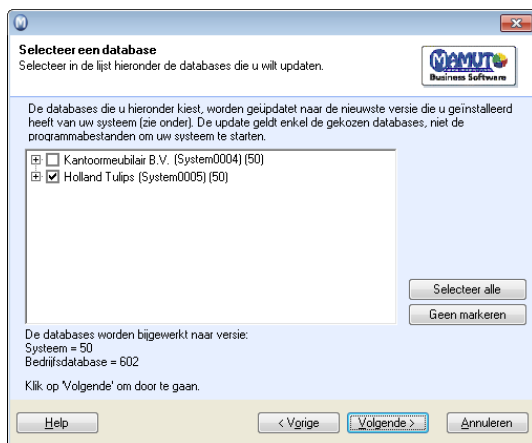 Selecteer een database
Selecteer in de lijst hieronder de databases die u wilt updaten.
MAMUT
Business Software
De databases die u hieronder kiest, worden geüpdatet naar de nieuwste versie die u geïnstalleerd
heeft van uw systeem (zie onder). De update geldt enkel de gekozen databases, niet de
programmabestanden om uw systeem te starten.
Kantoormeubilair B.V. (System0004) (50)
Holland Tulips (System0005) (50)
Selecteer alle
Geen markeren
De databases worden bijgewerkt naar versie:
Systeem = 50
Bedrijfsdatabase = 602
Klik op 'Volgende' om door te gaan.
Help
< Vorige
Volgende >
Annuleren